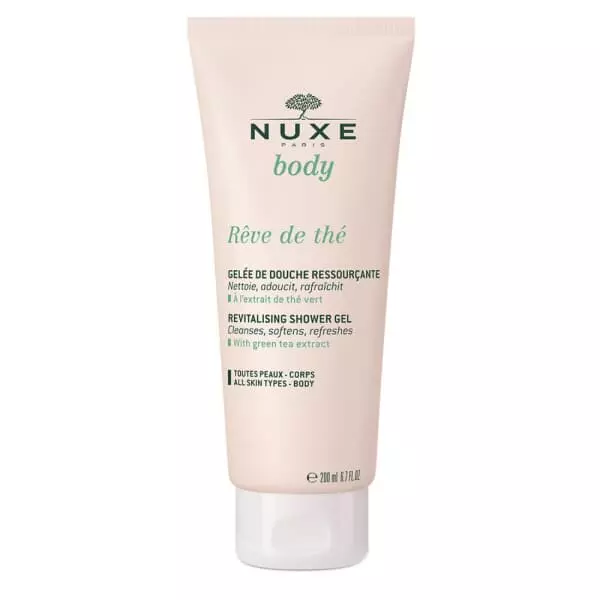 NUXE
PARIS
body
Rêve de thé
GELÉE DE DOUCHE RESSOURÇANTE
Nettoie, adoucit, rafraîchit
À l'extrait de thé vert
REVITALISING SHOWER GEL
Cleanses, softens, refreshes
With green tea extract
TOUTES PEAUX - CORPS
ALL SKIN TYPES - BODY
℮ 200 ml 6.7 FL.OZ